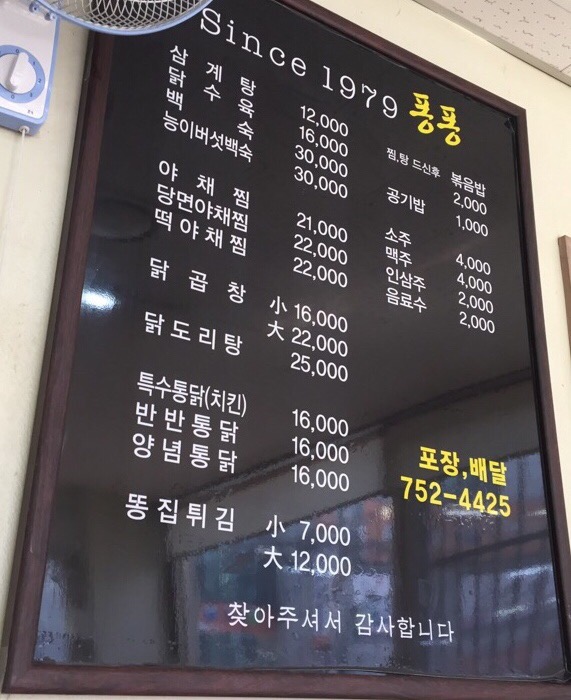 Since 1979 퐁퐁
삼계탕 12,000
닭수육 16,000
백숙 30,000
능이버섯백숙 30,000
야채찜 21,000
당면야채찜 22,000
떡야채찜 22,000
닭곱창 小 16,000
大 22,000
닭도리탕 25,000
특수통닭(치킨) 16,000
반반통닭 16,000
양념통닭 16,000
똥집튀김 小 7,000
大 12,000
찜,탕 드신후 볶음밥 2,000
공기밥 1,000
소주 4,000
맥주 4,000
인삼주 2,000
음료수 2,000
포장,배달
752-4425
찾아주셔서 감사합니다